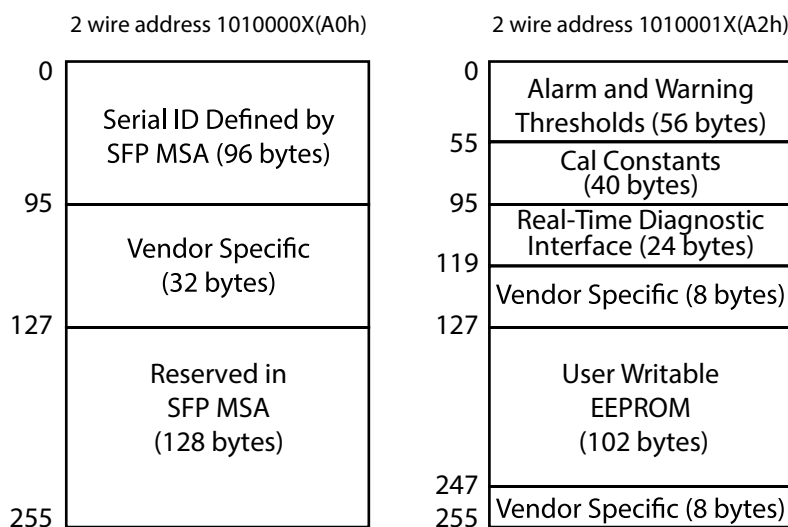 2 wire address 1010000X(A0h)
0
Serial ID Defined by
SFP MSA (96 bytes)
95
Vendor Specific
(32 bytes)
127
Reserved in
SFP MSA
(128 bytes)
255
2 wire address 1010001X(A2h)
0
Alarm and Warning
Thresholds (56 bytes)
55
Cal Constants
(40 bytes)
95
Real-Time Diagnostic
Interface (24 bytes)
119
Vendor Specific (8 bytes)
127
User Writable
EEPROM
(102 bytes)
247
Vendor Specific (8 bytes)
255